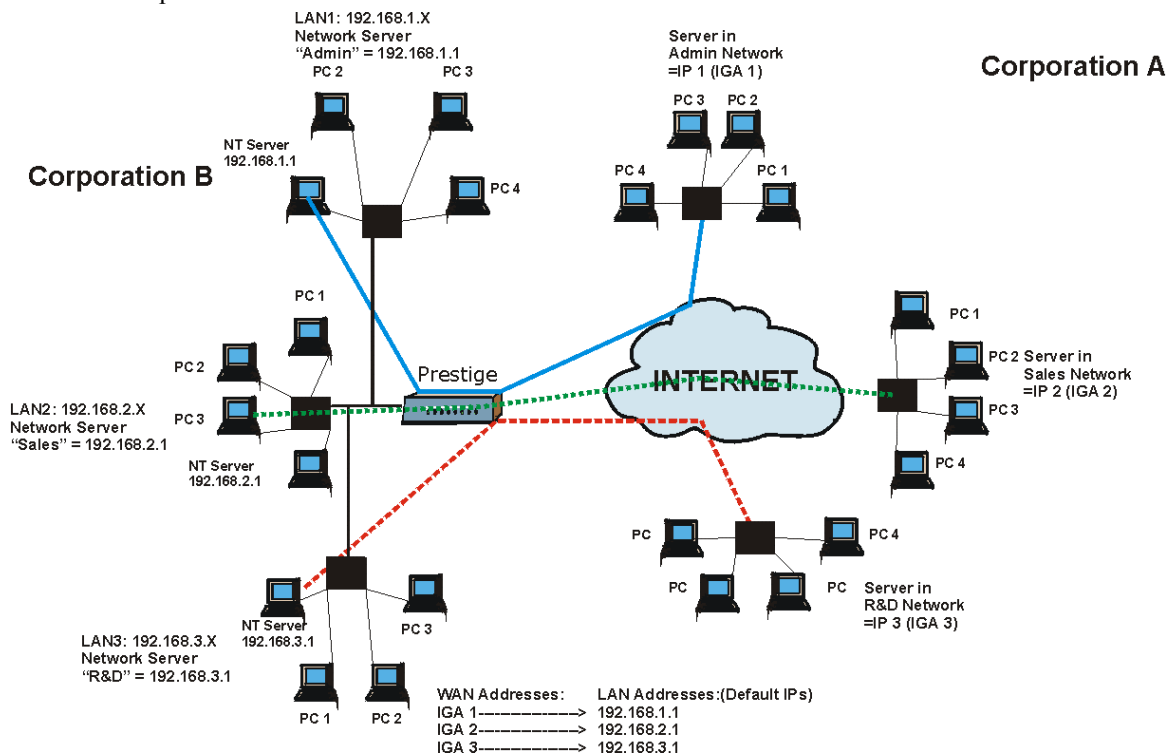 LAN1: 192.168.1.X
Network Server
“Admin” = 192.168.1.1
PC 2
PC 3
NT Server
192.168.1.1
PC 4
Corporation B
Server in
Admin Network
=IP 1 (IGA 1)
Corporation A
PC 3
PC 2
PC 4
PC 1
PC 1
PC 2
PC 3
LAN2: 192.168.2.X
Network Server
“Sales” = 192.168.2.1
NT Server
192.168.2.1
Prestige
INTERNET
PC 1
PC 2
Server in
Sales Network
=IP 2 (IGA 2)
PC 3
PC 4
PC
PC 4
PC
PC
Server in
R&D Network
=IP 3 (IGA 3)
NT Server
192.168.3.1
PC 3
LAN3: 192.168.3.X
Network Server
“R&D” = 192.168.3.1
PC 1
PC 2
WAN Addresses: LAN Addresses:(Default IPs)
IGA 1--------------------> 192.168.1.1
IGA 2--------------------> 192.168.2.1
IGA 3--------------------> 192.168.3.1